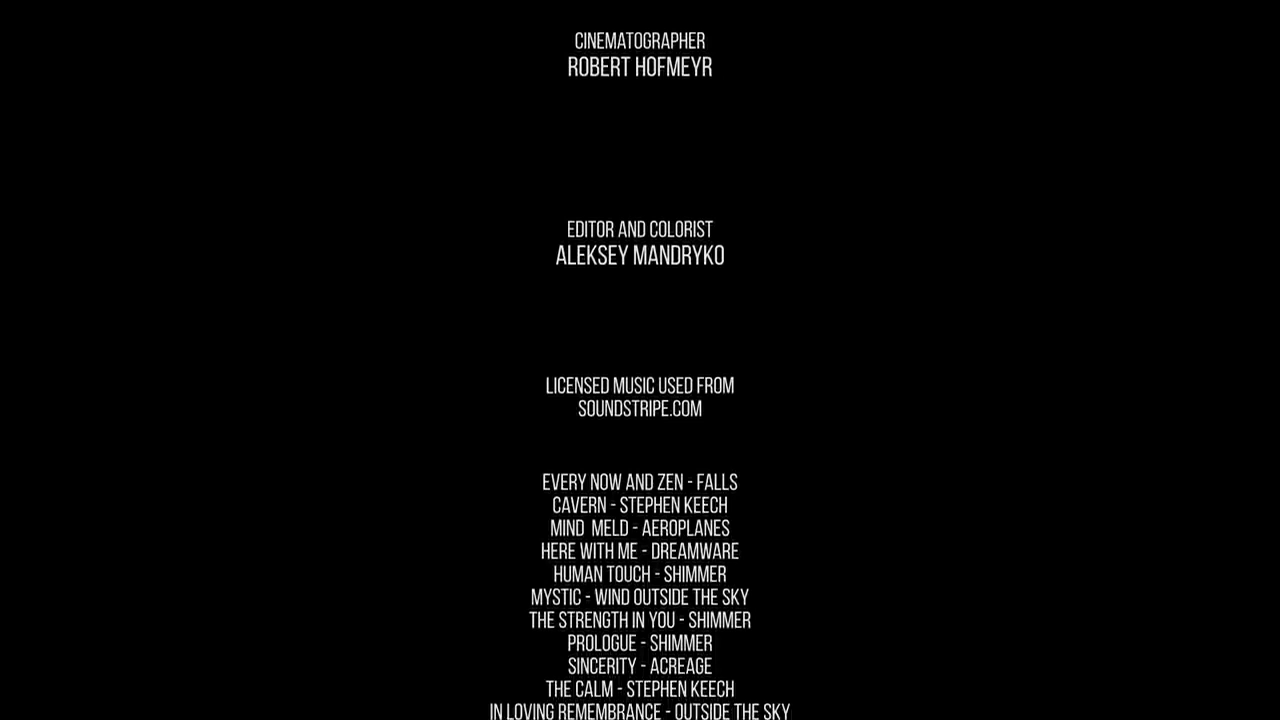 CINEMATOGRAPHER
ROBERT HOFMEYR
EDITOR AND COLORIST
ALEKSEY MANDRYKO
LICENSED MUSIC USED FROM
SOUNDSTRIPE.COM
EVERY NOW AND ZEN - FALLS
CAVERN - STEPHEN KEECH
MIND  MELD - AEROPLANES
HERE WITH ME - DREAMWARE
HUMAN TOUCH - SHIMMER
MYSTIC - WIND OUTSIDE THE SKY
THE STRENGTH IN YOU - SHIMMER
PROLOGUE - SHIMMER
SINCERITY - ACREAGE
THE CALM - STEPHEN KEECH
IN LOVING REMEMBRANCE - OUTSIDE THE SKY